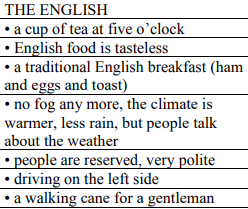 THE ENGLISH
• a cup of tea at five o’clock
• English food is tasteless
• a traditional English breakfast (ham
and eggs and toast)
• no fog any more, the climate is
warmer, less rain, but people talk
about the weather
• people are reserved, very polite
• driving on the left side
• a walking cane for a gentleman